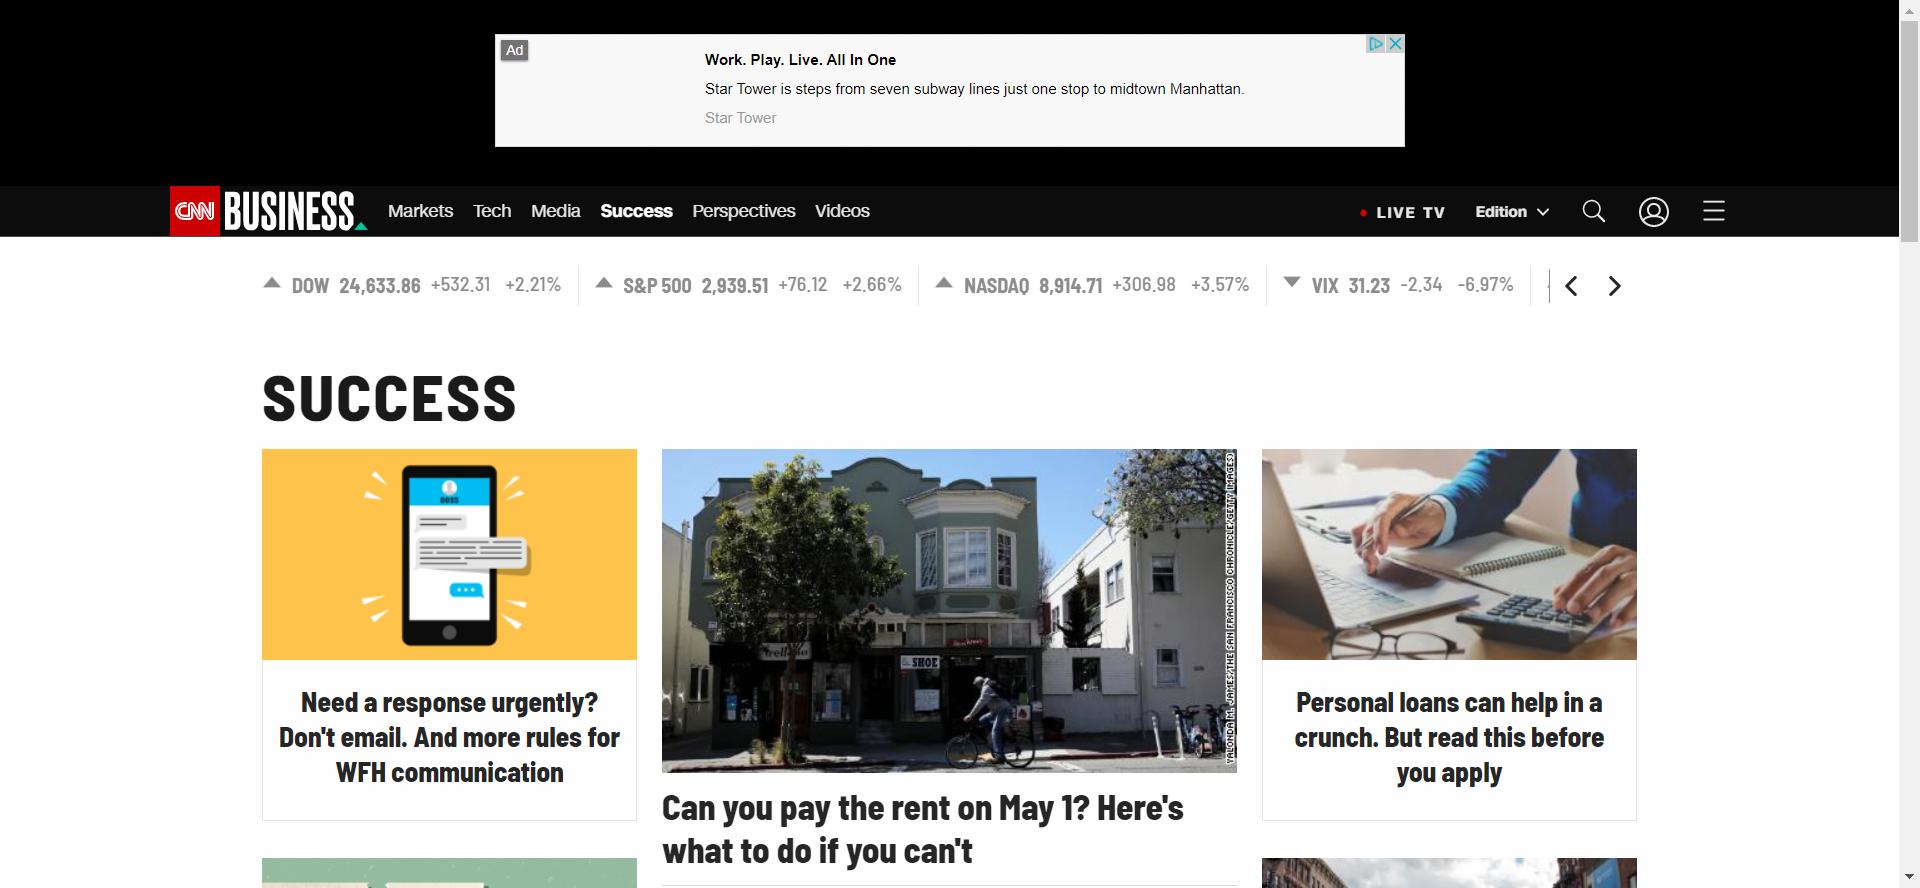 Ad
Work. Play. Live. All In One
Star Tower is steps from seven subway lines just one stop to midtown Manhattan.
Star Tower
CNN BUSINESS Markets Tech Media Success Perspectives Videos LIVE TV Edition
DOW 24,633.86 +532.31 +2.21% S&P 500 2,939.51 +76.12 +2.66% NASDAQ 8,914.71 +306.98 +3.57% VIX 31.23 -2.34 -6.97%
SUCCESS
BOSS
Need a response urgently?
Don't email. And more rules for
WFH communication
SHOE
YALONDA M. JAMES/THE SAN FRANCISCO CHRONICLE/GETTY IMAGES)
Can you pay the rent on May 1? Here's
what to do if you can't
Personal loans can help in a
crunch. But read this before
you apply